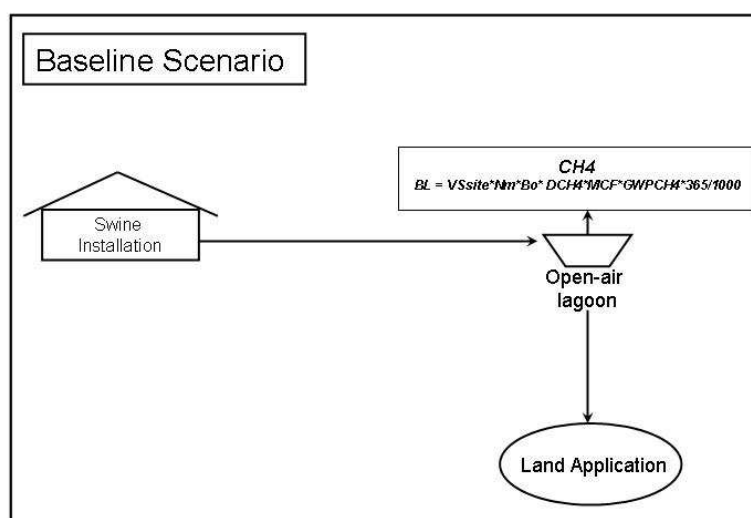 Baseline Scenario
CH4
BL = VSsite*Nm*Bo* DCH4*MCF*GWPCH4*365/1000
Swine
Installation
Open-air
lagoon
Land Application